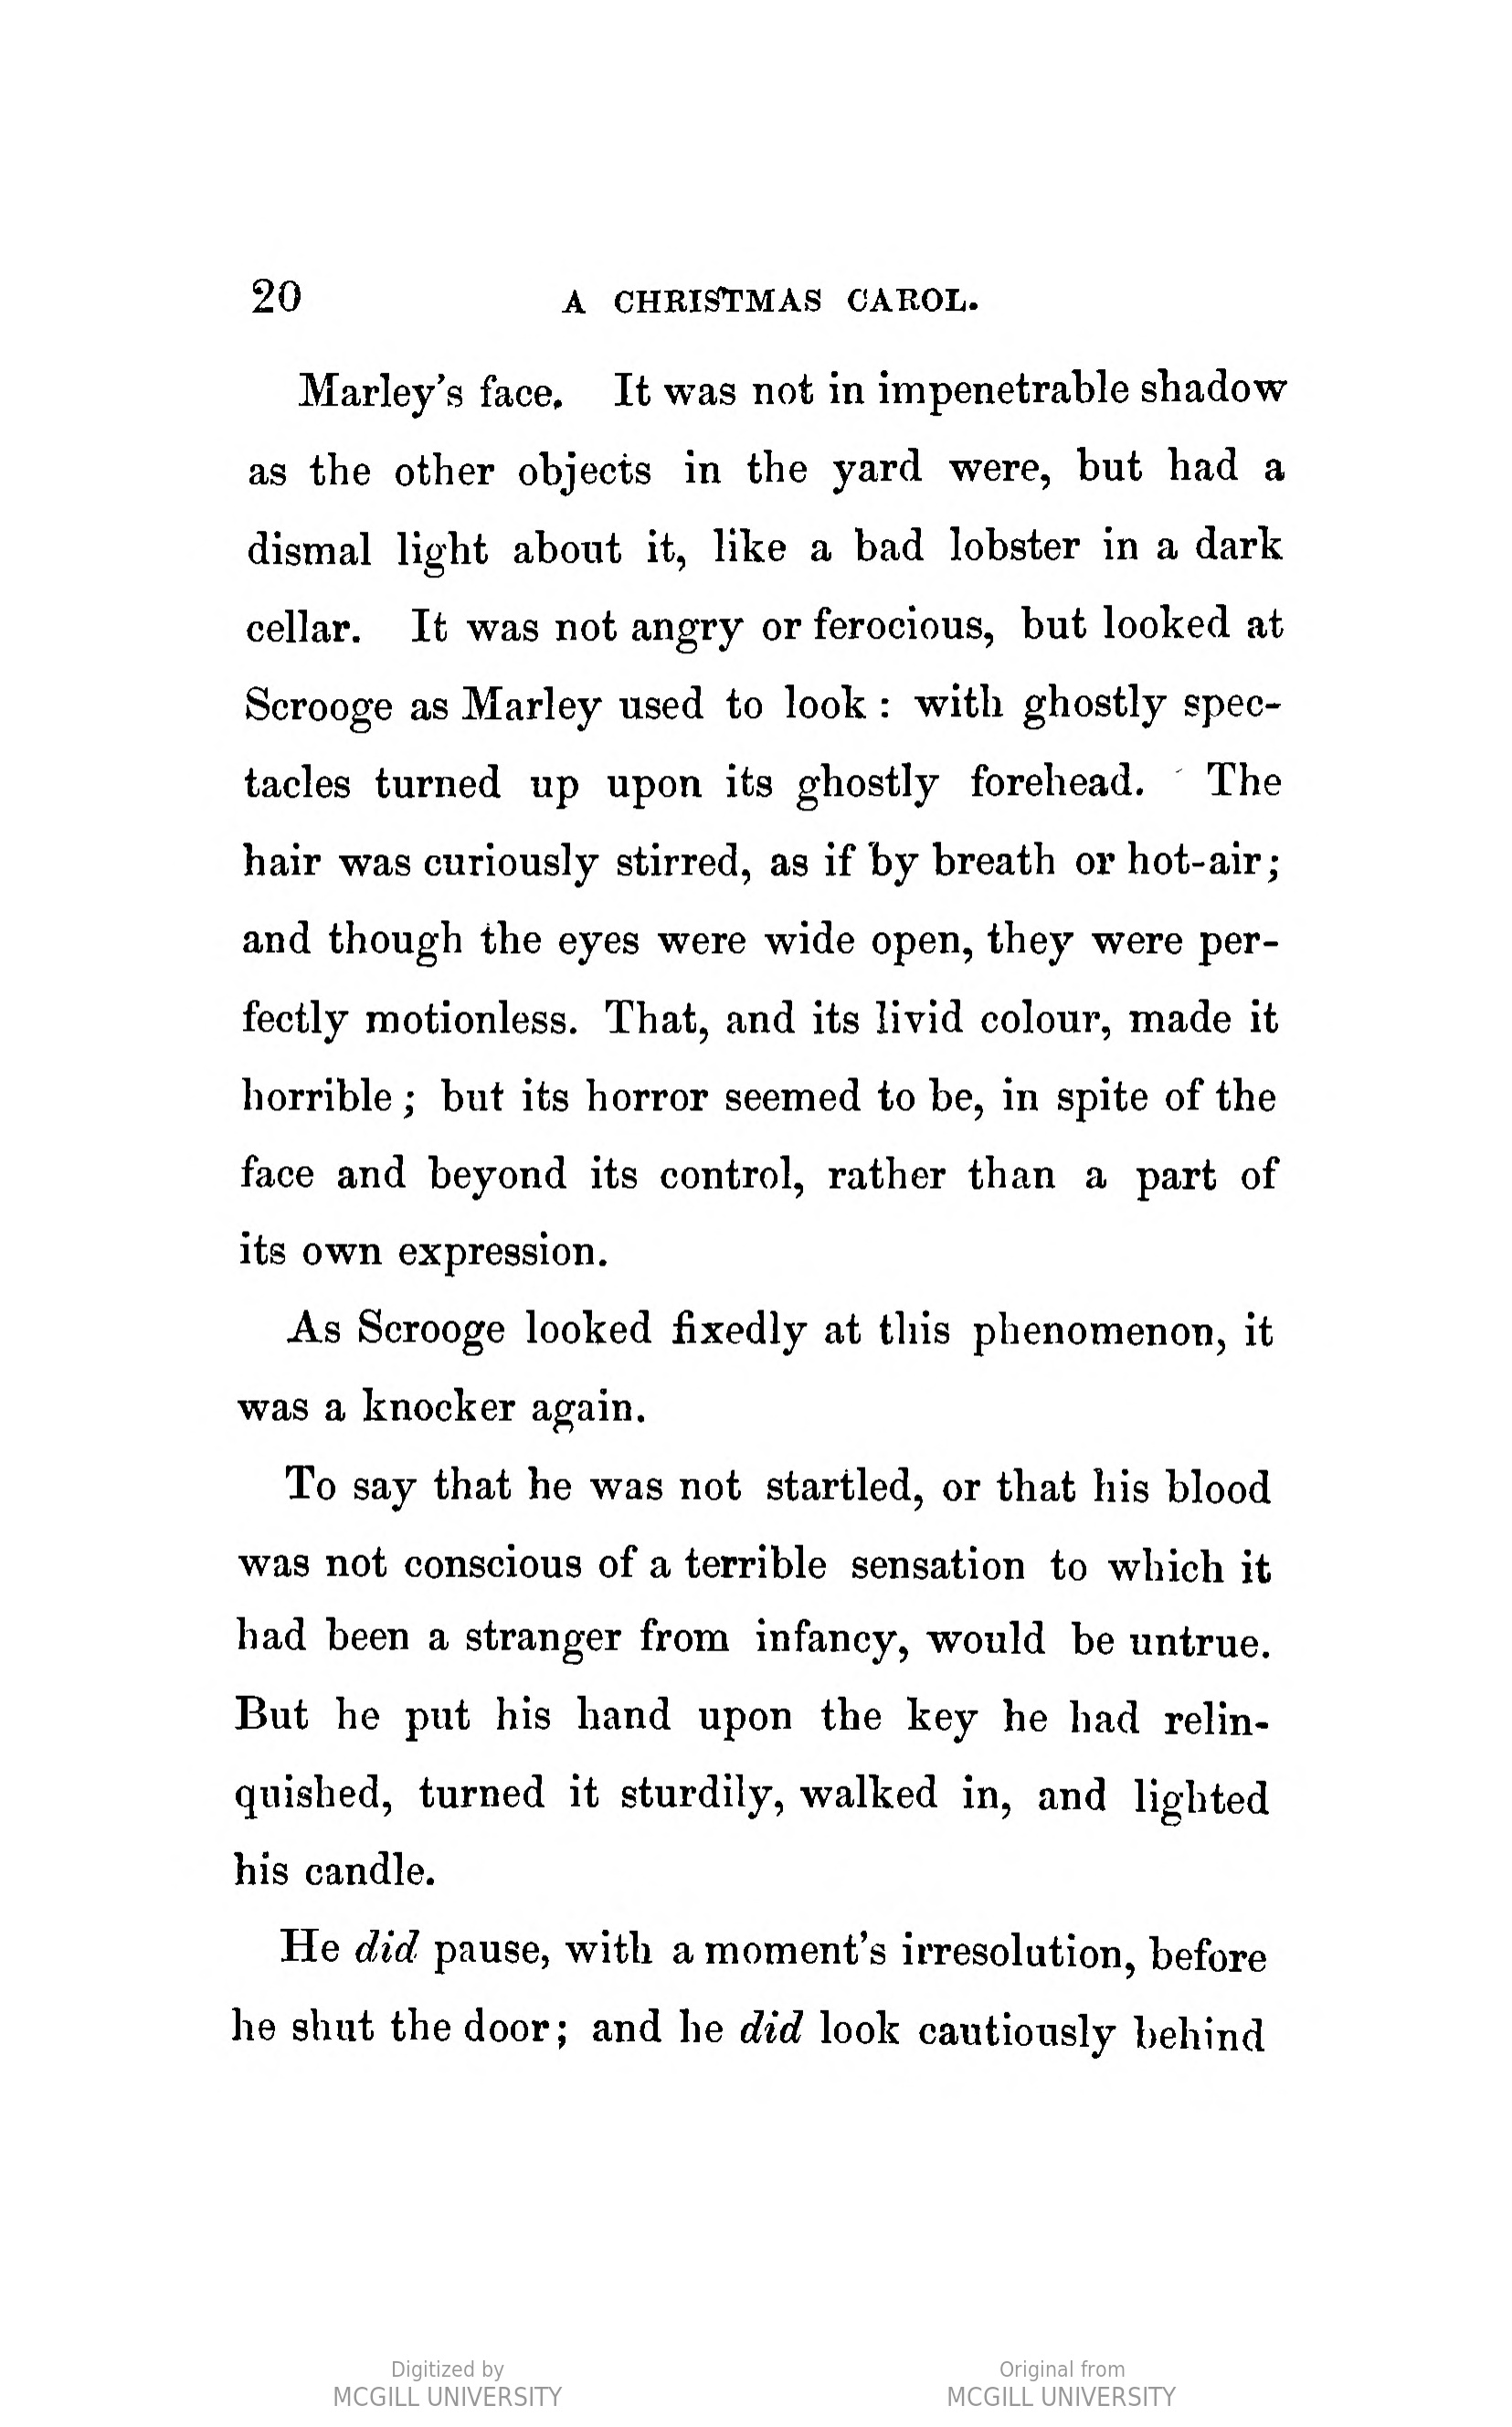 20 A CHRISTMAS CAROL.
Marley's face. It was not in impenetrable shadow
as the other objects in the yard were, but had a
dismal light about it, like a bad lobster in a dark
cellar. It was not angry or ferocious, but looked at
Scrooge as Marley used to look : with ghostly spec-
tacles turned up upon its ghostly forehead. The
hair was curiously stirred, as if by breath or hot-air;
and though the eyes were wide open, they were per-
fectly motionless. That, and its livid colour, made it
horrible ; but its horror seemed to be, in spite of the
face and beyond its control, rather than a part of
its own expression.
As Scrooge looked fixedly at this phenomenon, it
was a knocker again.
To say that he was not startled, or that his blood
was not conscious of a terrible sensation to which it
had been a stranger from infancy, would be untrue.
But he put his hand upon the key he had relin-
quished, turned it sturdily, walked in, and lighted
his candle.
He did pause, with a moment's irresolution, before
he shut the door; and he did look cautiously behind
Digitized by
MCGILL UNIVERSITY
Original from
MCGILL UNIVERSITY